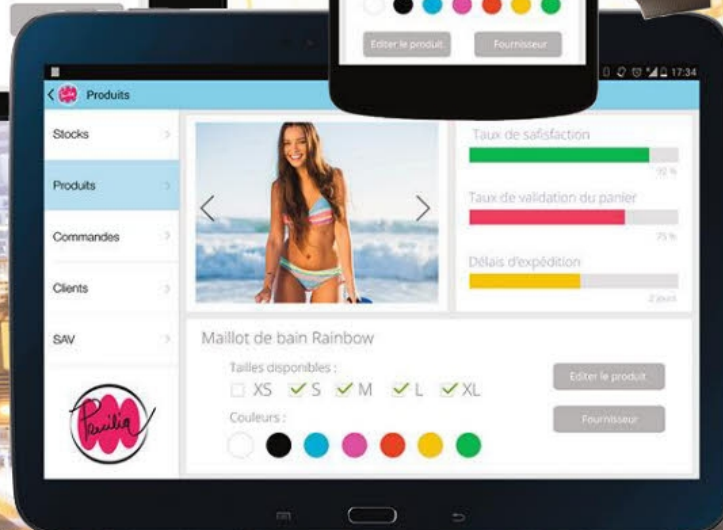 Editer le produit
Fournisseur
17:34
Produits
Stocks
Produits
Commandes
Clients
SAV
Taux de satisfaction
92 %
Taux de validation du panier
75 %
Délais d'expédition
2 jours
Maillot de bain Rainbow
Tailles disponibles :
XS S M L XL
Couleurs :
Editer le produit
Fournisseur